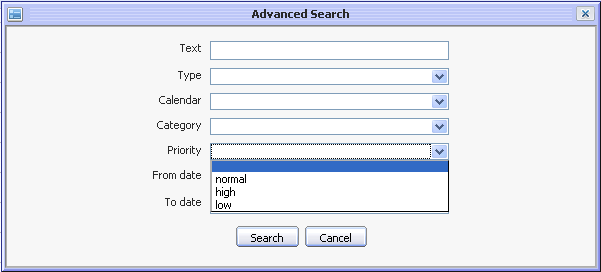 Advanced Search
Text
Type
Calendar
Category
Priority
normal
From date
high
low
To date
Search Cancel